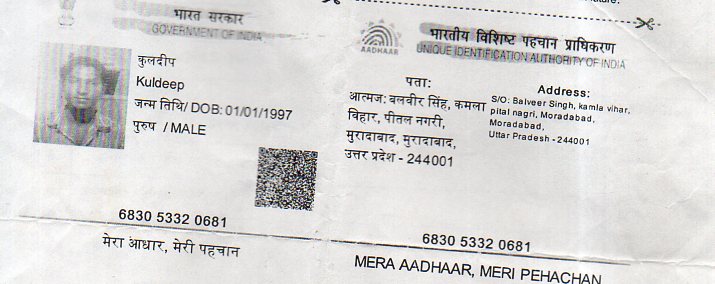 भारत सरकार
GOVERNMENT OF INDIA
कुलदीप
Kuldeep
जन्म तिथि/ DOB: 01/01/1997
पुरुष / MALE
6830 5332 0681
मेरा आधार, मेरी पहचान
AADHAAR
भारतीय विशिष्ट पहचान प्राधिकरण
UNIQUE IDENTIFICATION AUTHORITY OF INDIA
पता:
आत्मज: बलवीर सिंह, कमला
विहार, पीतल नगरी,
मुरादाबाद, मुरादाबाद,
उत्तर प्रदेश - 244001
Address:
S/O: Balveer Singh, kamla vihar,
pital nagri, Moradabad,
Moradabad,
Uttar Pradesh - 244001
6830 5332 0681
MERA AADHAAR, MERI PEHACHAN